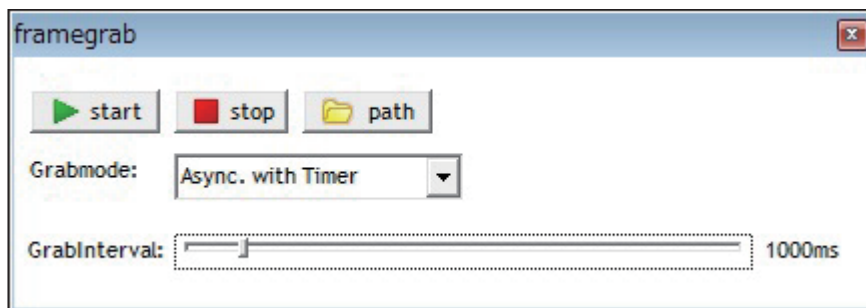 framegrab
start stop path
Grabmode: Async. with Timer
GrabInterval: 1000ms